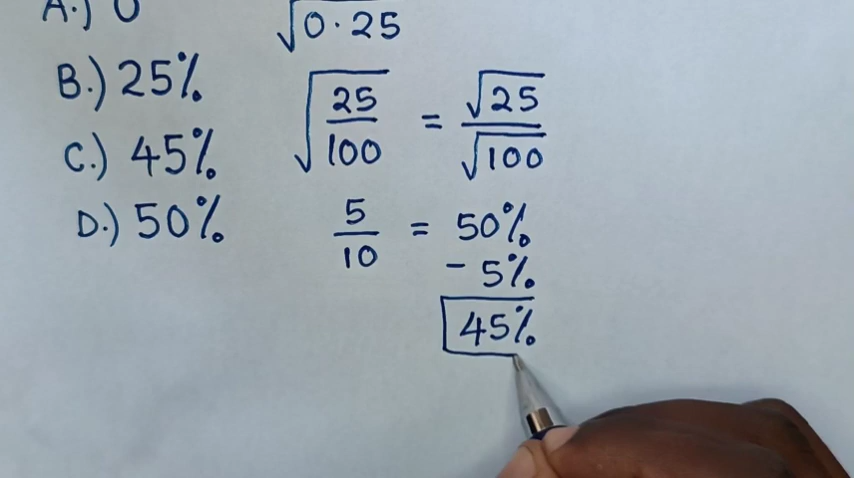 A.) 0
B.) 25%
C.) 45%
D.) 50%
√0.25
√25/100 = √25/√100
5/10 = 50%
- 5%
45%